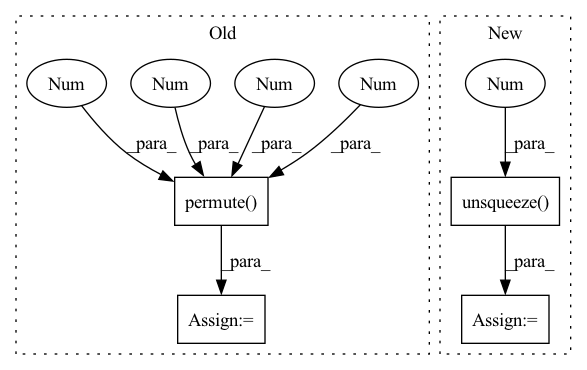 Old
New
Num
Num
Num
Num
Num
_para_
_para_
_para_
_para_
_para_
permute()
unsqueeze()
_para_
_para_
Assign:=
Assign:=